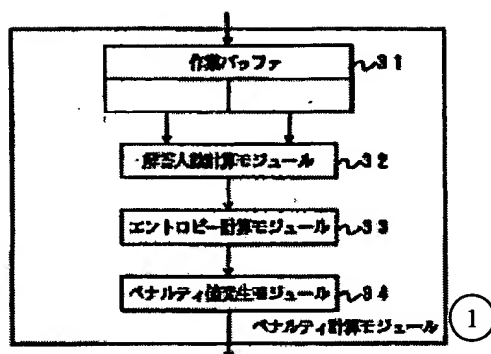 作業バッファ 31
解答人数計算モジュール 32
エントロピー計算モジュール 33
ペナルティ値発生モジュール 34
ペナルティ計算モジュール
1